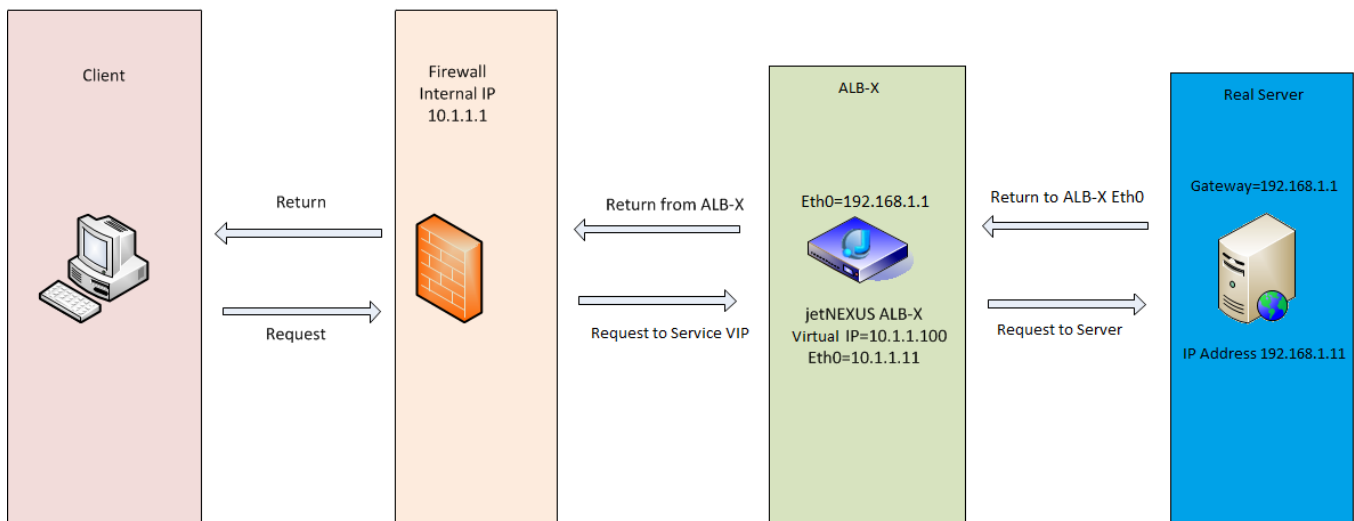 Client
Firewall
Internal IP
10.1.1.1
ALB-X
Real Server
Return
Request
Return from ALB-X
Request to Service VIP
Eth0=192.168.1.1
jetNEXUS ALB-X
Virtual IP=10.1.1.100
Eth0=10.1.1.11
Return to ALB-X Eth0
Request to Server
Gateway=192.168.1.1
IP Address 192.168.1.11